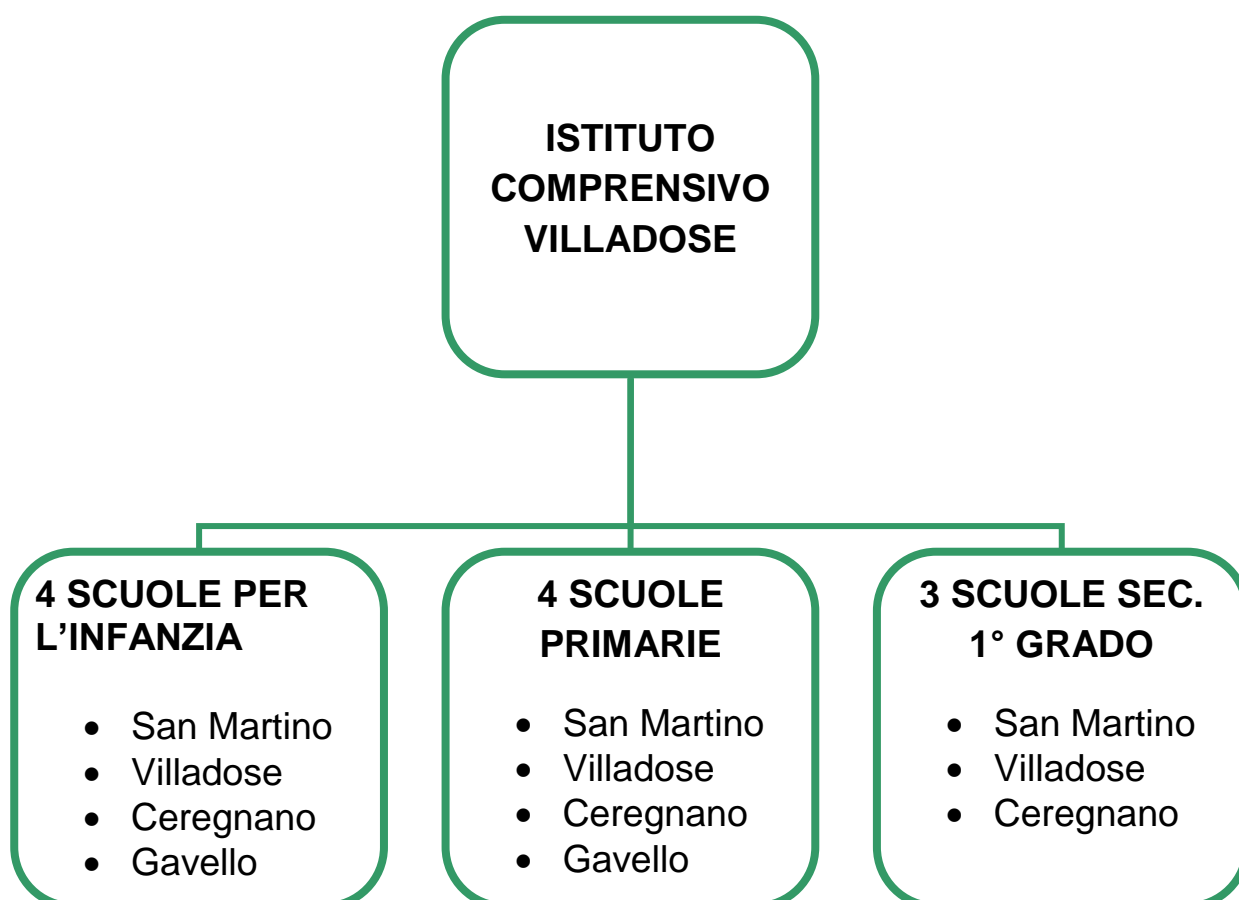 ISTITUTO
COMPRENSIVO
VILLADOSE
4 SCUOLE PER
L’INFANZIA
• San Martino
• Villadose
• Ceregnano
• Gavello
4 SCUOLE
PRIMARIE
• San Martino
• Villadose
• Ceregnano
• Gavello
3 SCUOLE SEC.
1° GRADO
• San Martino
• Villadose
• Ceregnano